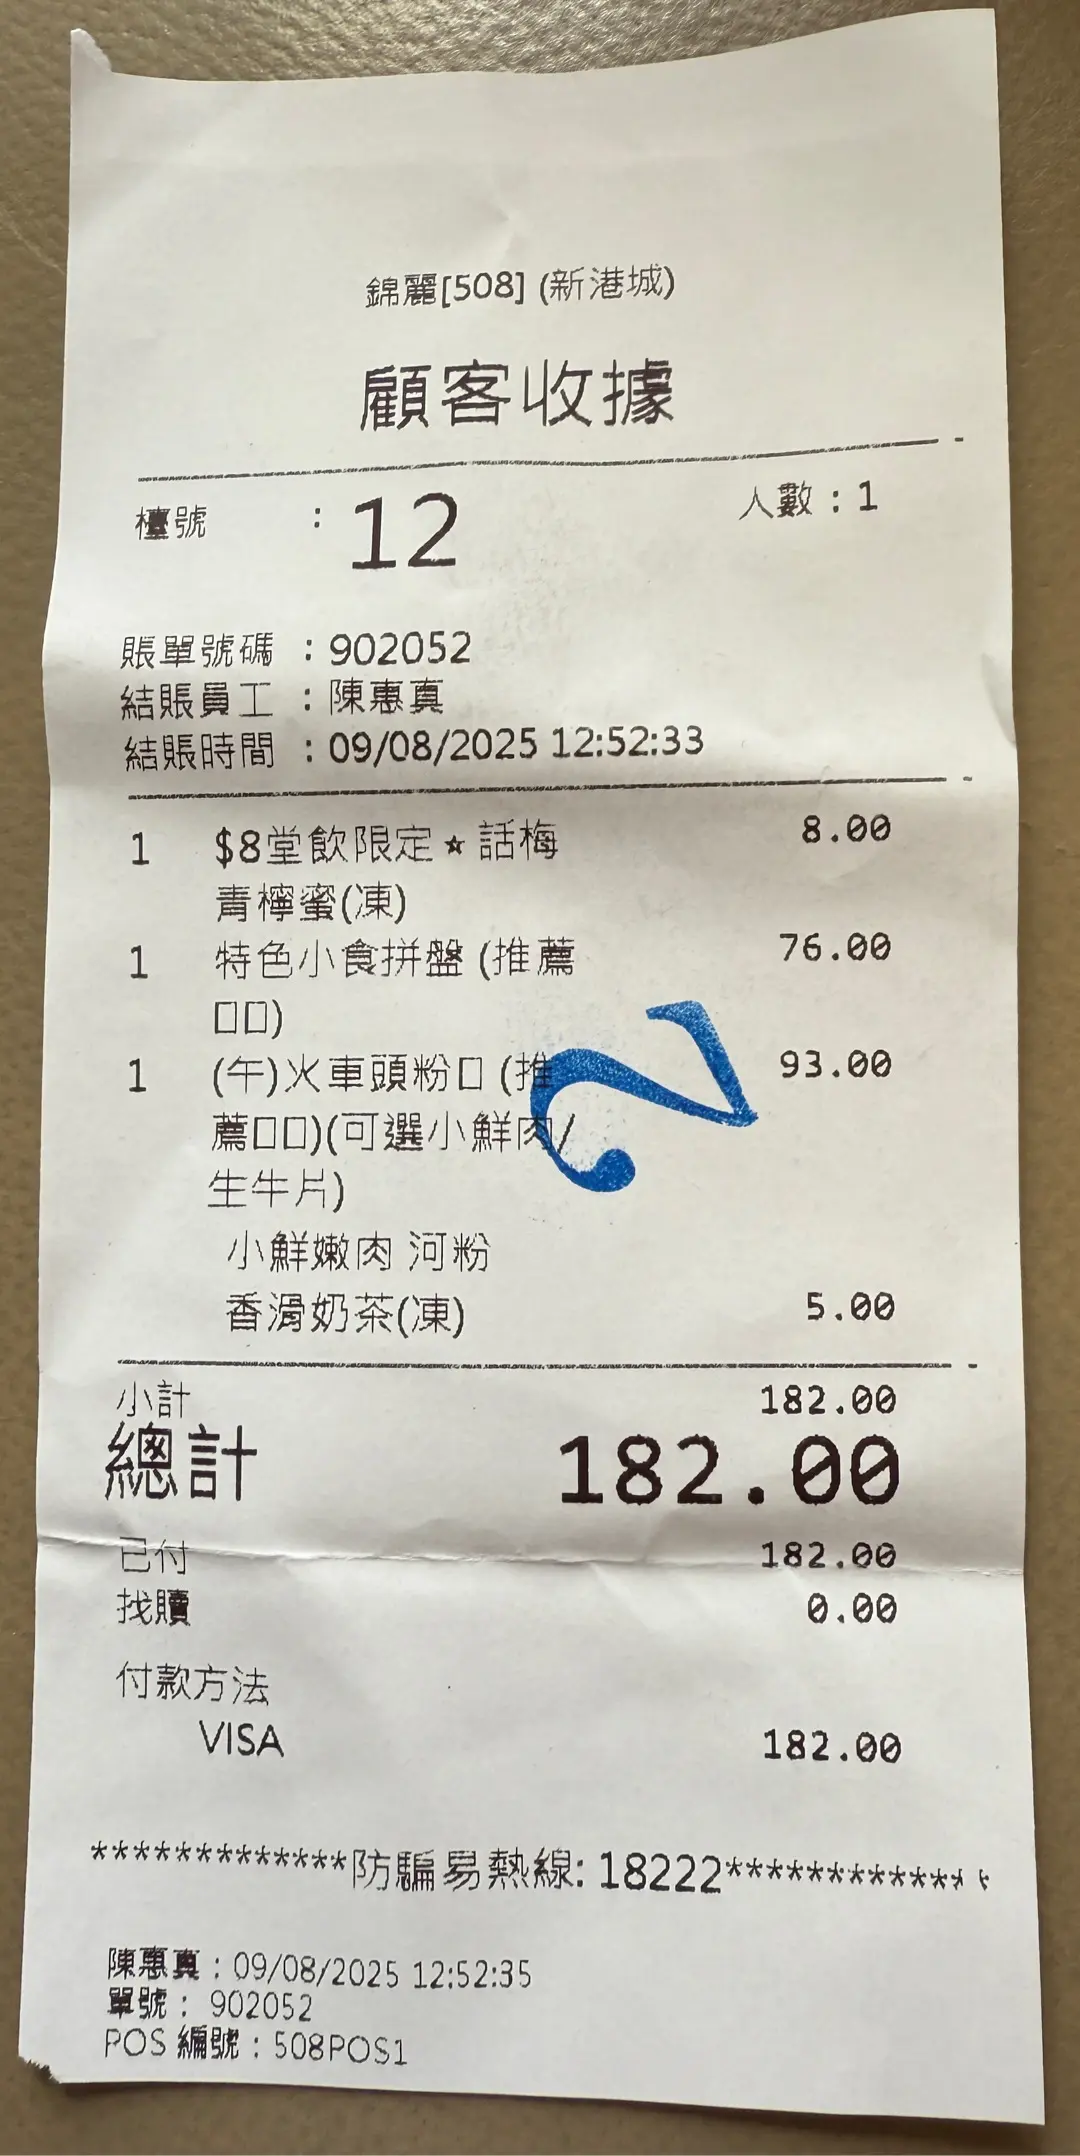 錦麗[508] (新港城)
顧客收據
檯號 : 12 人數 : 1
賬單號碼 : 902052
結賬員工 : 陳惠真
結賬時間 : 09/08/2025 12:52:33
1 $8堂飲限定★話梅 8.00
青檸蜜(凍)
1 特色小食拼盤 (推薦 76.00
□□)
1 (午)火車頭粉□ (推 93.00
薦□□)(可選小鮮肉/
生牛片)
小鮮嫩肉 河粉
香滑奶茶(凍) 5.00
小計 182.00
總計 182.00
已付 182.00
找贖 0.00
付款方法
VISA 182.00
*************防騙易熱線: 18222*************
陳惠真 : 09/08/2025 12:52:35
單號 : 902052
POS 編號 : 508POS1